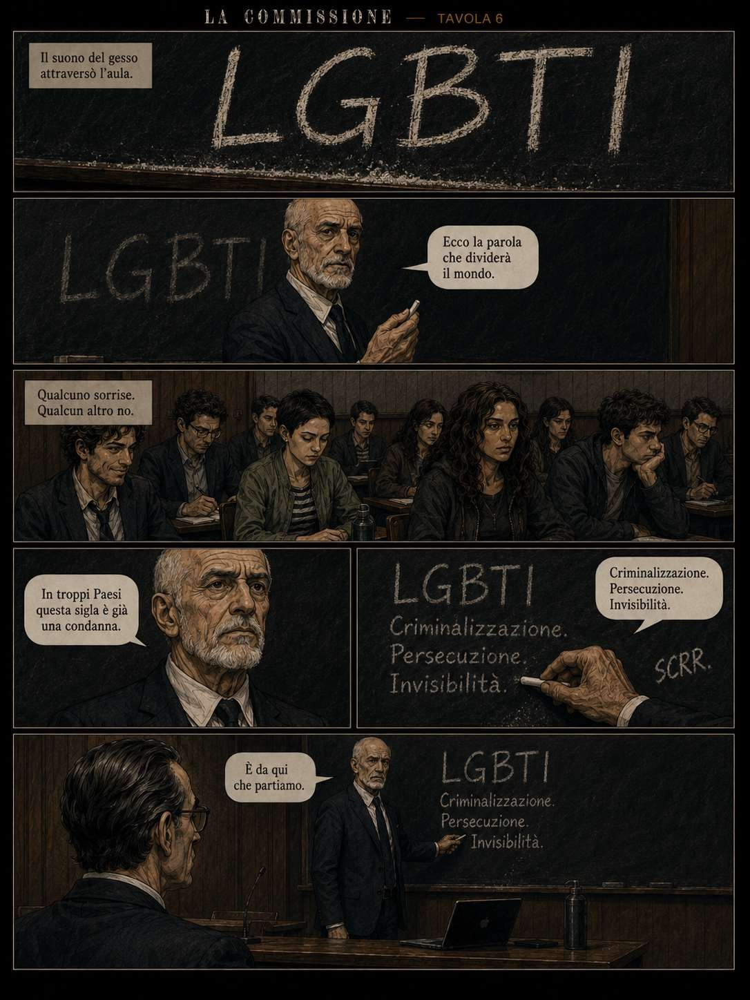 LA COMMISSIONE — TAVOLA 6
Il suono del gesso
attraversò l'aula.
LGBTI
LGBTI
Ecco la parola
che dividerà
il mondo.
Qualcuno sorrise.
Qualcun altro no.
In troppi Paesi
questa sigla è già
una condanna.
LGBTI
Criminalizzazione.
Persecuzione.
Invisibilità.
Criminalizzazione.
Persecuzione.
Invisibilità.
SCRR.
È da qui
che partiamo.
LGBTI
Criminalizzazione.
Persecuzione.
Invisibilità.